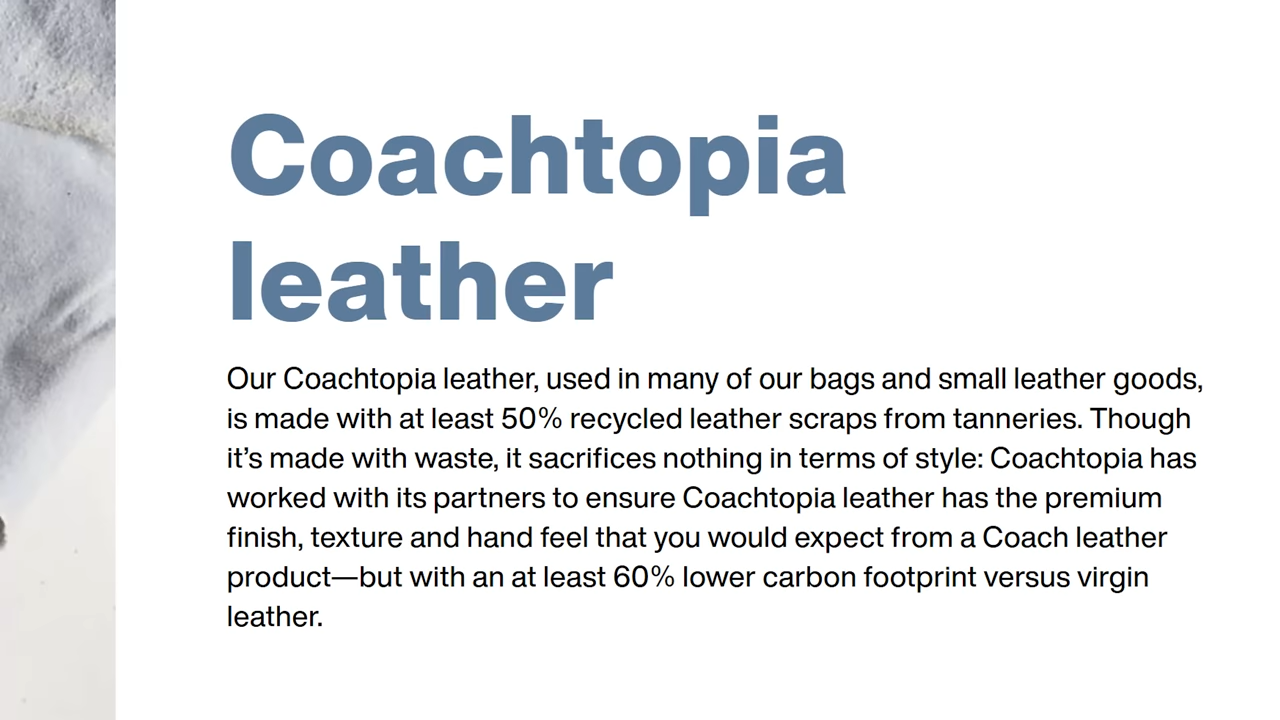 Coachtopia
leather
Our Coachtopia leather, used in many of our bags and small leather goods,
is made with at least 50% recycled leather scraps from tanneries. Though
it’s made with waste, it sacrifices nothing in terms of style: Coachtopia has
worked with its partners to ensure Coachtopia leather has the premium
finish, texture and hand feel that you would expect from a Coach leather
product—but with an at least 60% lower carbon footprint versus virgin
leather.